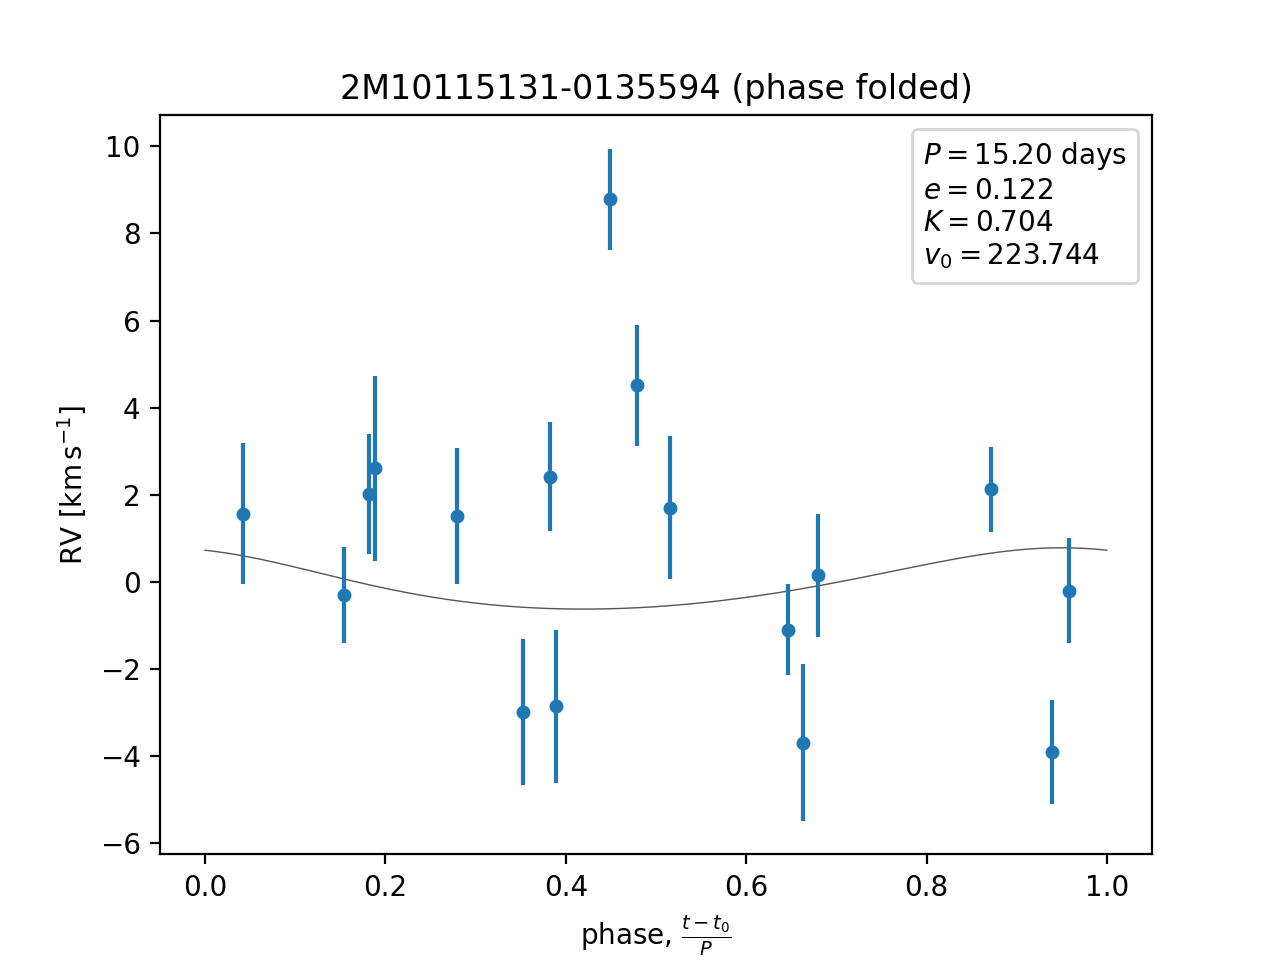 2M10115131-0135594 (phase folded)
P = 15.20 days
e = 0.122
K = 0.704
v₀ = 223.744
10
8
6
4
2
0
−2
−4
−6
RV [km s⁻¹]
0.0 0.2 0.4 0.6 0.8 1.0
phase, (t − t₀)/P